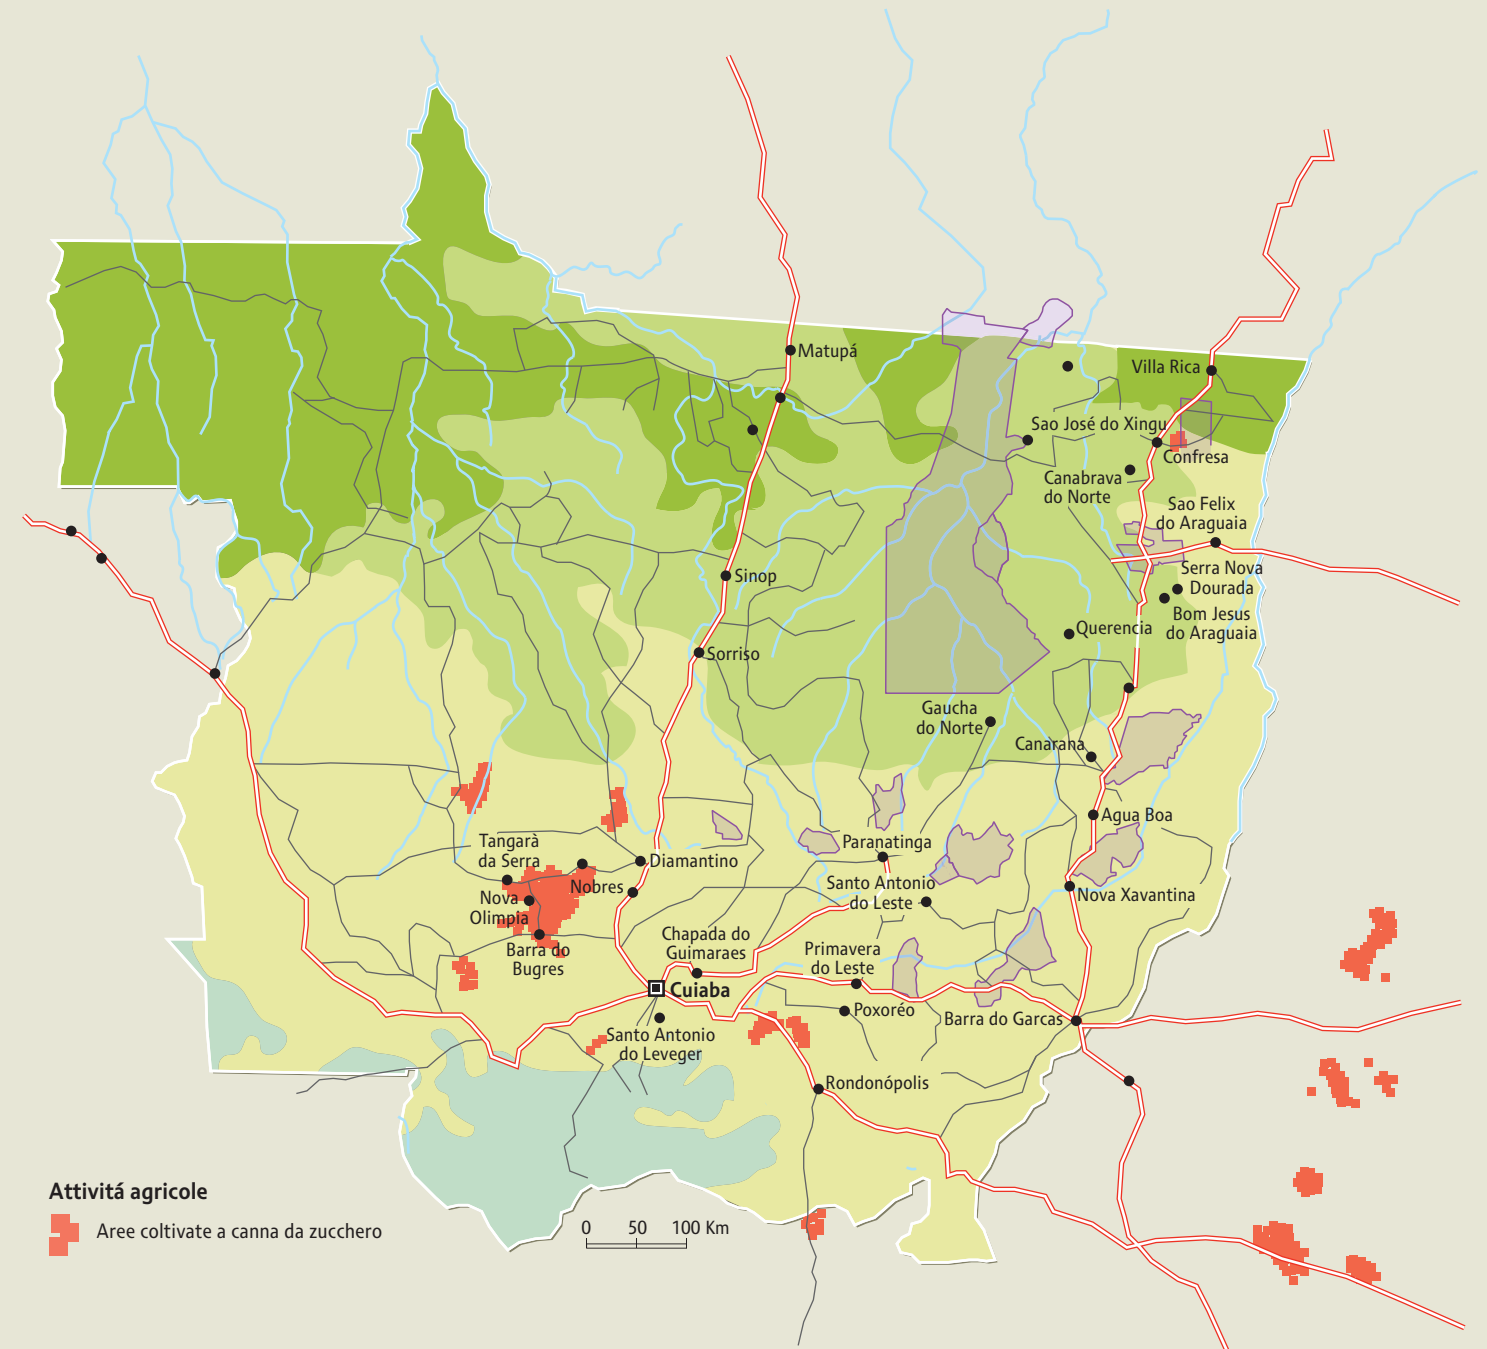 Matupá
Villa Rica
Sao José do Xingu
Confresa
Canabrava
do Norte
Sao Felix
do Araguaia
Sinop
Serra Nova
Dourada
Bom Jesus
do Araguaia
Querencia
Sorriso
Gaucha
do Norte
Canarana
Agua Boa
Tangarà
da Serra
Diamantino
Paranatinga
Nobres
Nova
Olimpia
Santo Antonio
do Leste
Nova Xavantina
Barra do
Bugres
Chapada do
Guimaraes
Primavera
do Leste
Cuiaba
Poxoréo
Barra do Garcas
Santo Antonio
do Leveger
Rondonópolis
Attivitá agricole
Aree coltivate a canna da zucchero
0 50 100 Km